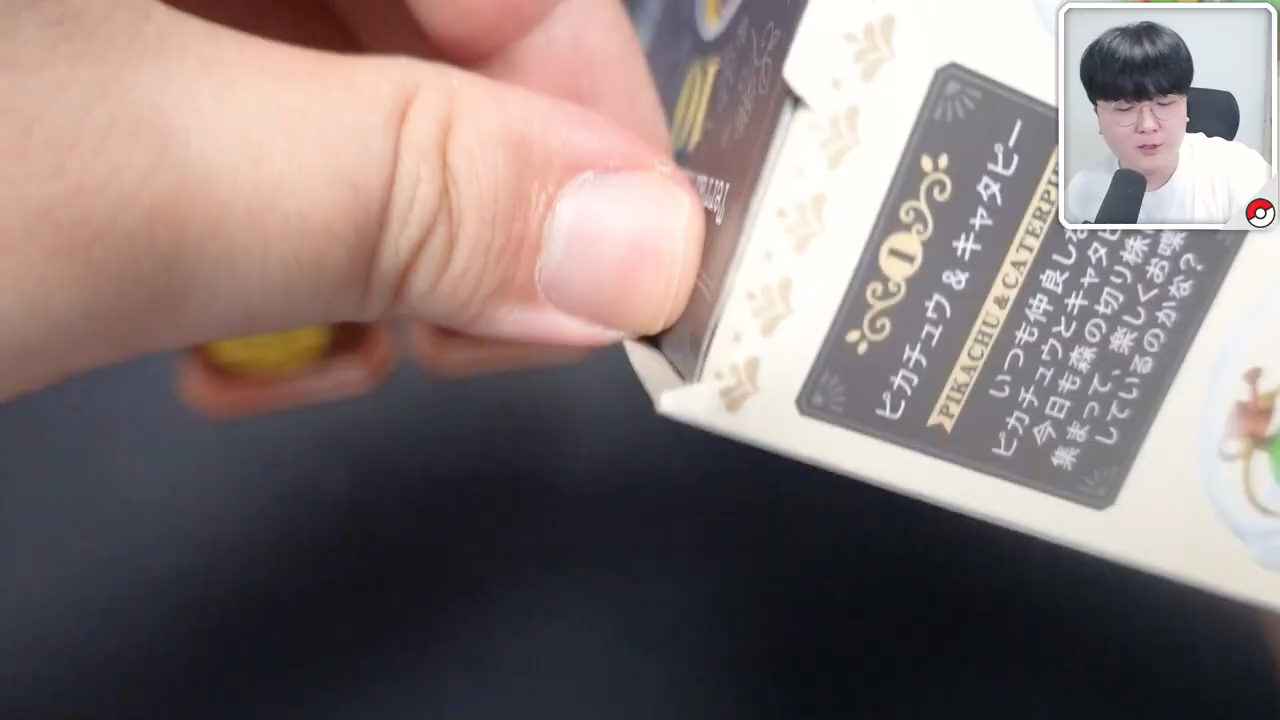 1
ピカチュウ & キャタピー
PIKACHU & CATERPI
いつも仲良し
ピカチュウとキャタピ
今日も森の切り株
集まって、楽しくお喋
しているのかな？
Terra